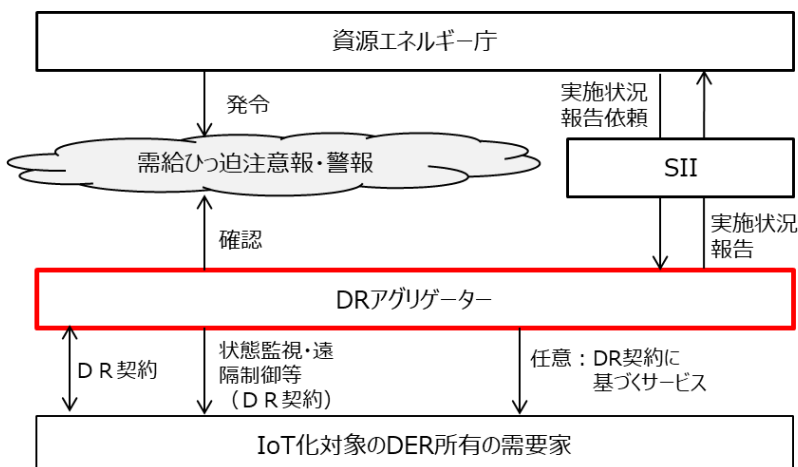 資源エネルギー庁
発令
実施状況
報告依頼
需給ひっ迫注意報・警報
SII
確認
実施状況
報告
DRアグリゲーター
ＤＲ契約
状態監視・遠
隔制御等
（ＤＲ契約）
任意：DR契約に
基づくサービス
IoT化対象のDER所有の需要家